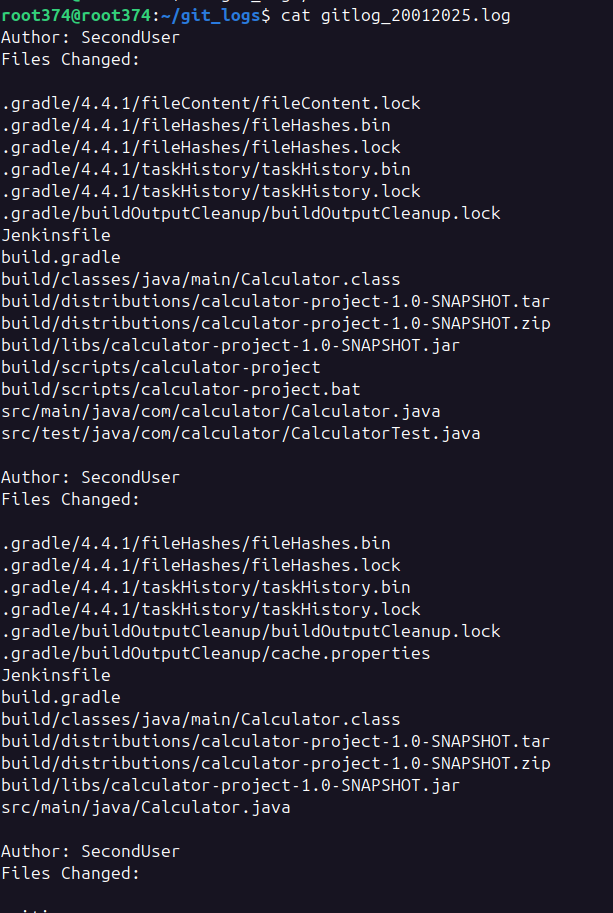 root374@root374:~/git_logs$ cat gitlog_20012025.log
Author: SecondUser
Files Changed:
.gradle/4.4.1/fileContent/fileContent.lock
.gradle/4.4.1/fileHashes/fileHashes.bin
.gradle/4.4.1/fileHashes/fileHashes.lock
.gradle/4.4.1/taskHistory/taskHistory.bin
.gradle/4.4.1/taskHistory/taskHistory.lock
.gradle/buildOutputCleanup/buildOutputCleanup.lock
Jenkinsfile
build.gradle
build/classes/java/main/Calculator.class
build/distributions/calculator-project-1.0-SNAPSHOT.tar
build/distributions/calculator-project-1.0-SNAPSHOT.zip
build/libs/calculator-project-1.0-SNAPSHOT.jar
build/scripts/calculator-project
build/scripts/calculator-project.bat
src/main/java/com/calculator/Calculator.java
src/test/java/com/calculator/CalculatorTest.java
Author: SecondUser
Files Changed:
.gradle/4.4.1/fileHashes/fileHashes.bin
.gradle/4.4.1/fileHashes/fileHashes.lock
.gradle/4.4.1/taskHistory/taskHistory.bin
.gradle/4.4.1/taskHistory/taskHistory.lock
.gradle/buildOutputCleanup/buildOutputCleanup.lock
.gradle/buildOutputCleanup/cache.properties
Jenkinsfile
build.gradle
build/classes/java/main/Calculator.class
build/distributions/calculator-project-1.0-SNAPSHOT.tar
build/distributions/calculator-project-1.0-SNAPSHOT.zip
build/libs/calculator-project-1.0-SNAPSHOT.jar
src/main/java/Calculator.java
Author: SecondUser
Files Changed: